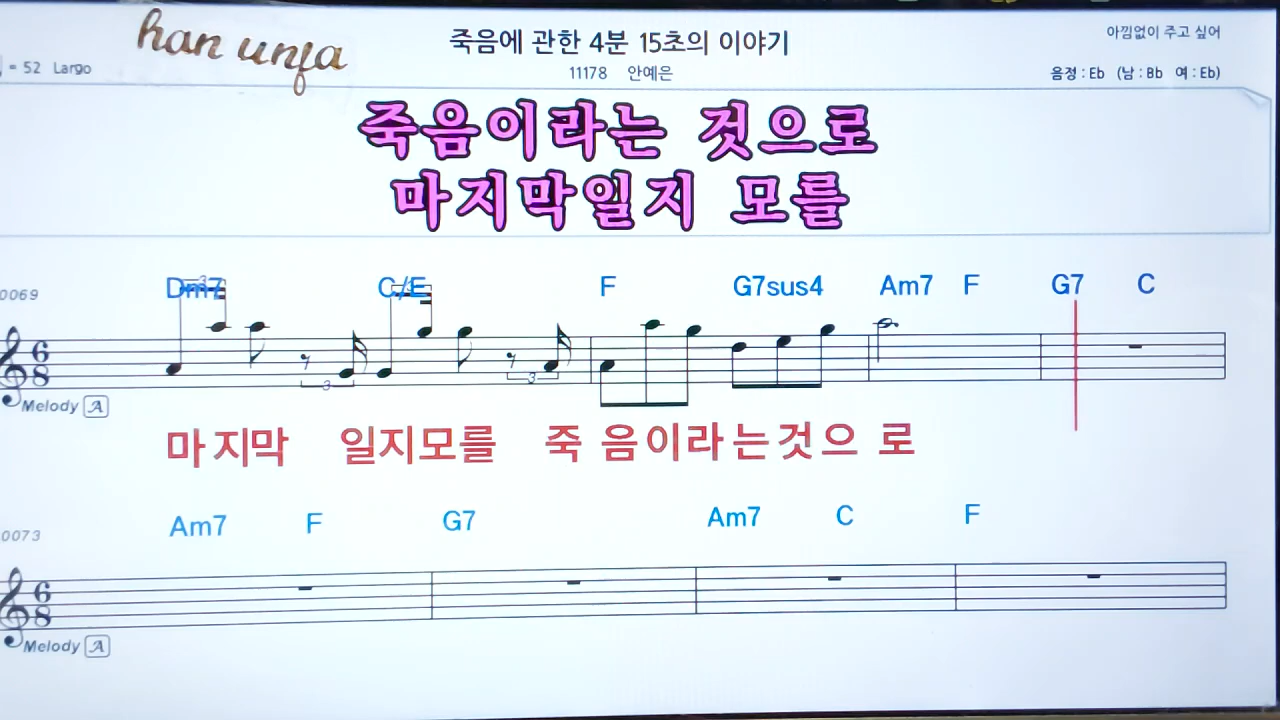 han unja
죽음에 관한 4분 15초의 이야기
아낌없이 주고 싶어
= 52 Largo
11178 안예은
음정 : Eb (남 : Bb 여 : Eb)
죽음이라는 것으로
마지막일지 모를
0069
Dm7 C/E F G7sus4 Am7 F G7 C
3 3
6 8
3 3
Melody A
마 지막 일지모를 죽 음이라는것으 로
0073
Am7 F G7 Am7 C F
6 8
Melody A